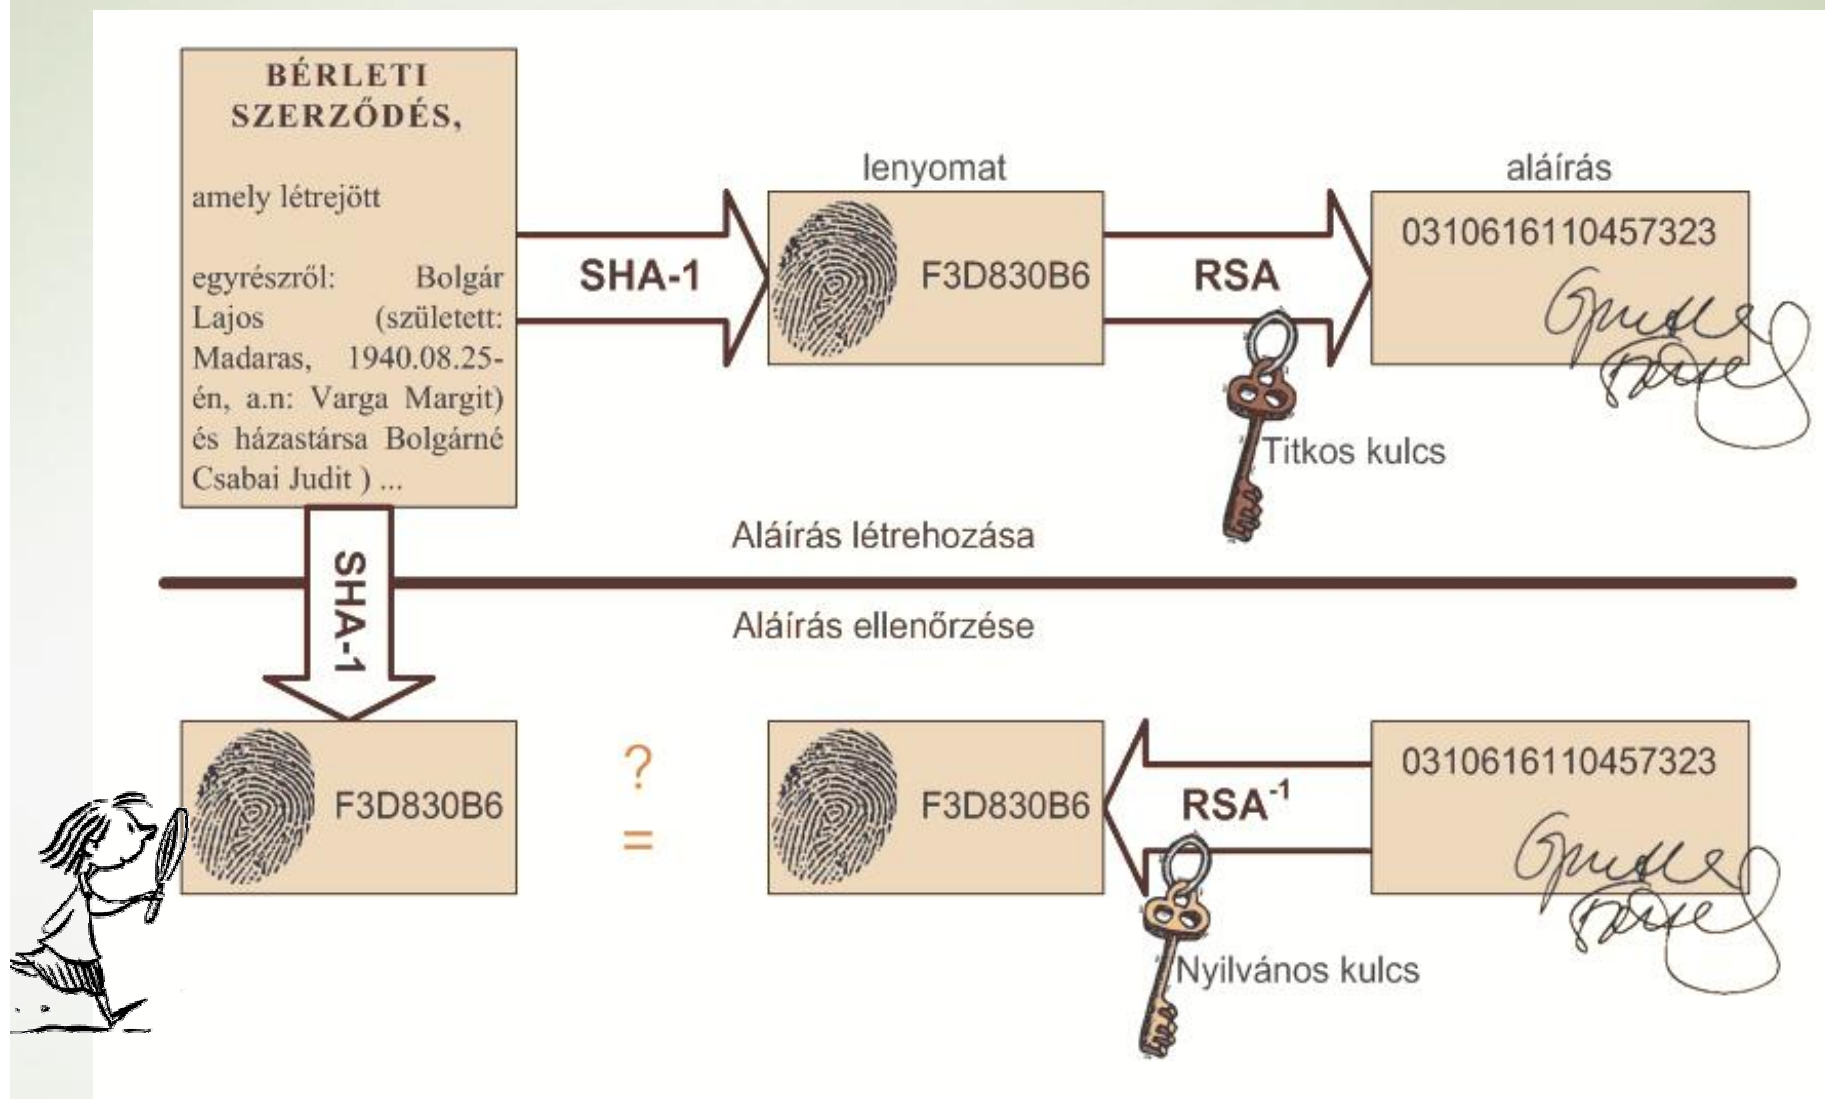 BÉRLETI
SZERZŐDÉS,
amely létrejött
egyrészről: Bolgár
Lajos (született:
Madaras, 1940.08.25-
én, a.n: Varga Margit)
és házastársa Bolgárné
Csabai Judit ) ...
SHA-1
lenyomat
F3D830B6
RSA
Titkos kulcs
aláírás
0310616110457323
Aláírás létrehozása
SHA-1
Aláírás ellenőrzése
F3D830B6
?
=
F3D830B6
RSA-1
Nyilvános kulcs
0310616110457323